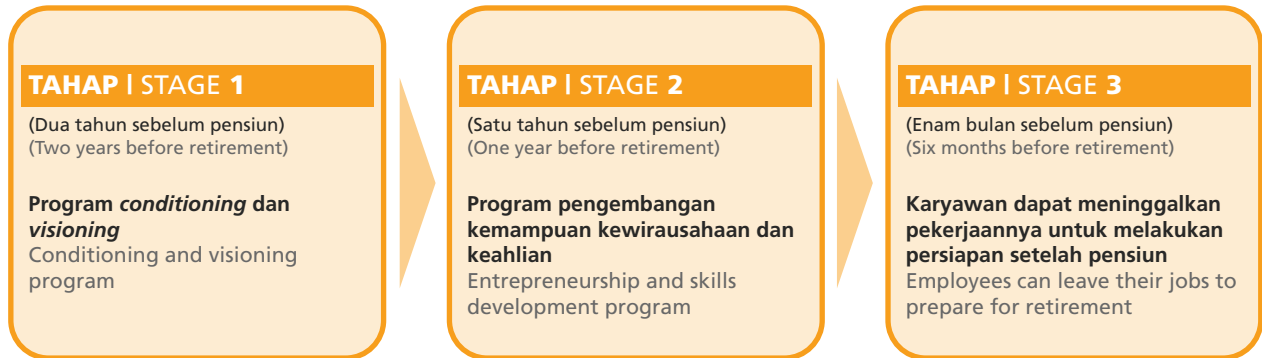 TAHAP | STAGE 1
(Dua tahun sebelum pensiun)
(Two years before retirement)
Program conditioning dan
visioning
Conditioning and visioning
program
TAHAP | STAGE 2
(Satu tahun sebelum pensiun)
(One year before retirement)
Program pengembangan
kemampuan kewirausahaan dan
keahlian
Entrepreneurship and skills
development program
TAHAP | STAGE 3
(Enam bulan sebelum pensiun)
(Six months before retirement)
Karyawan dapat meninggalkan
pekerjaannya untuk melakukan
persiapan setelah pensiun
Employees can leave their jobs to
prepare for retirement